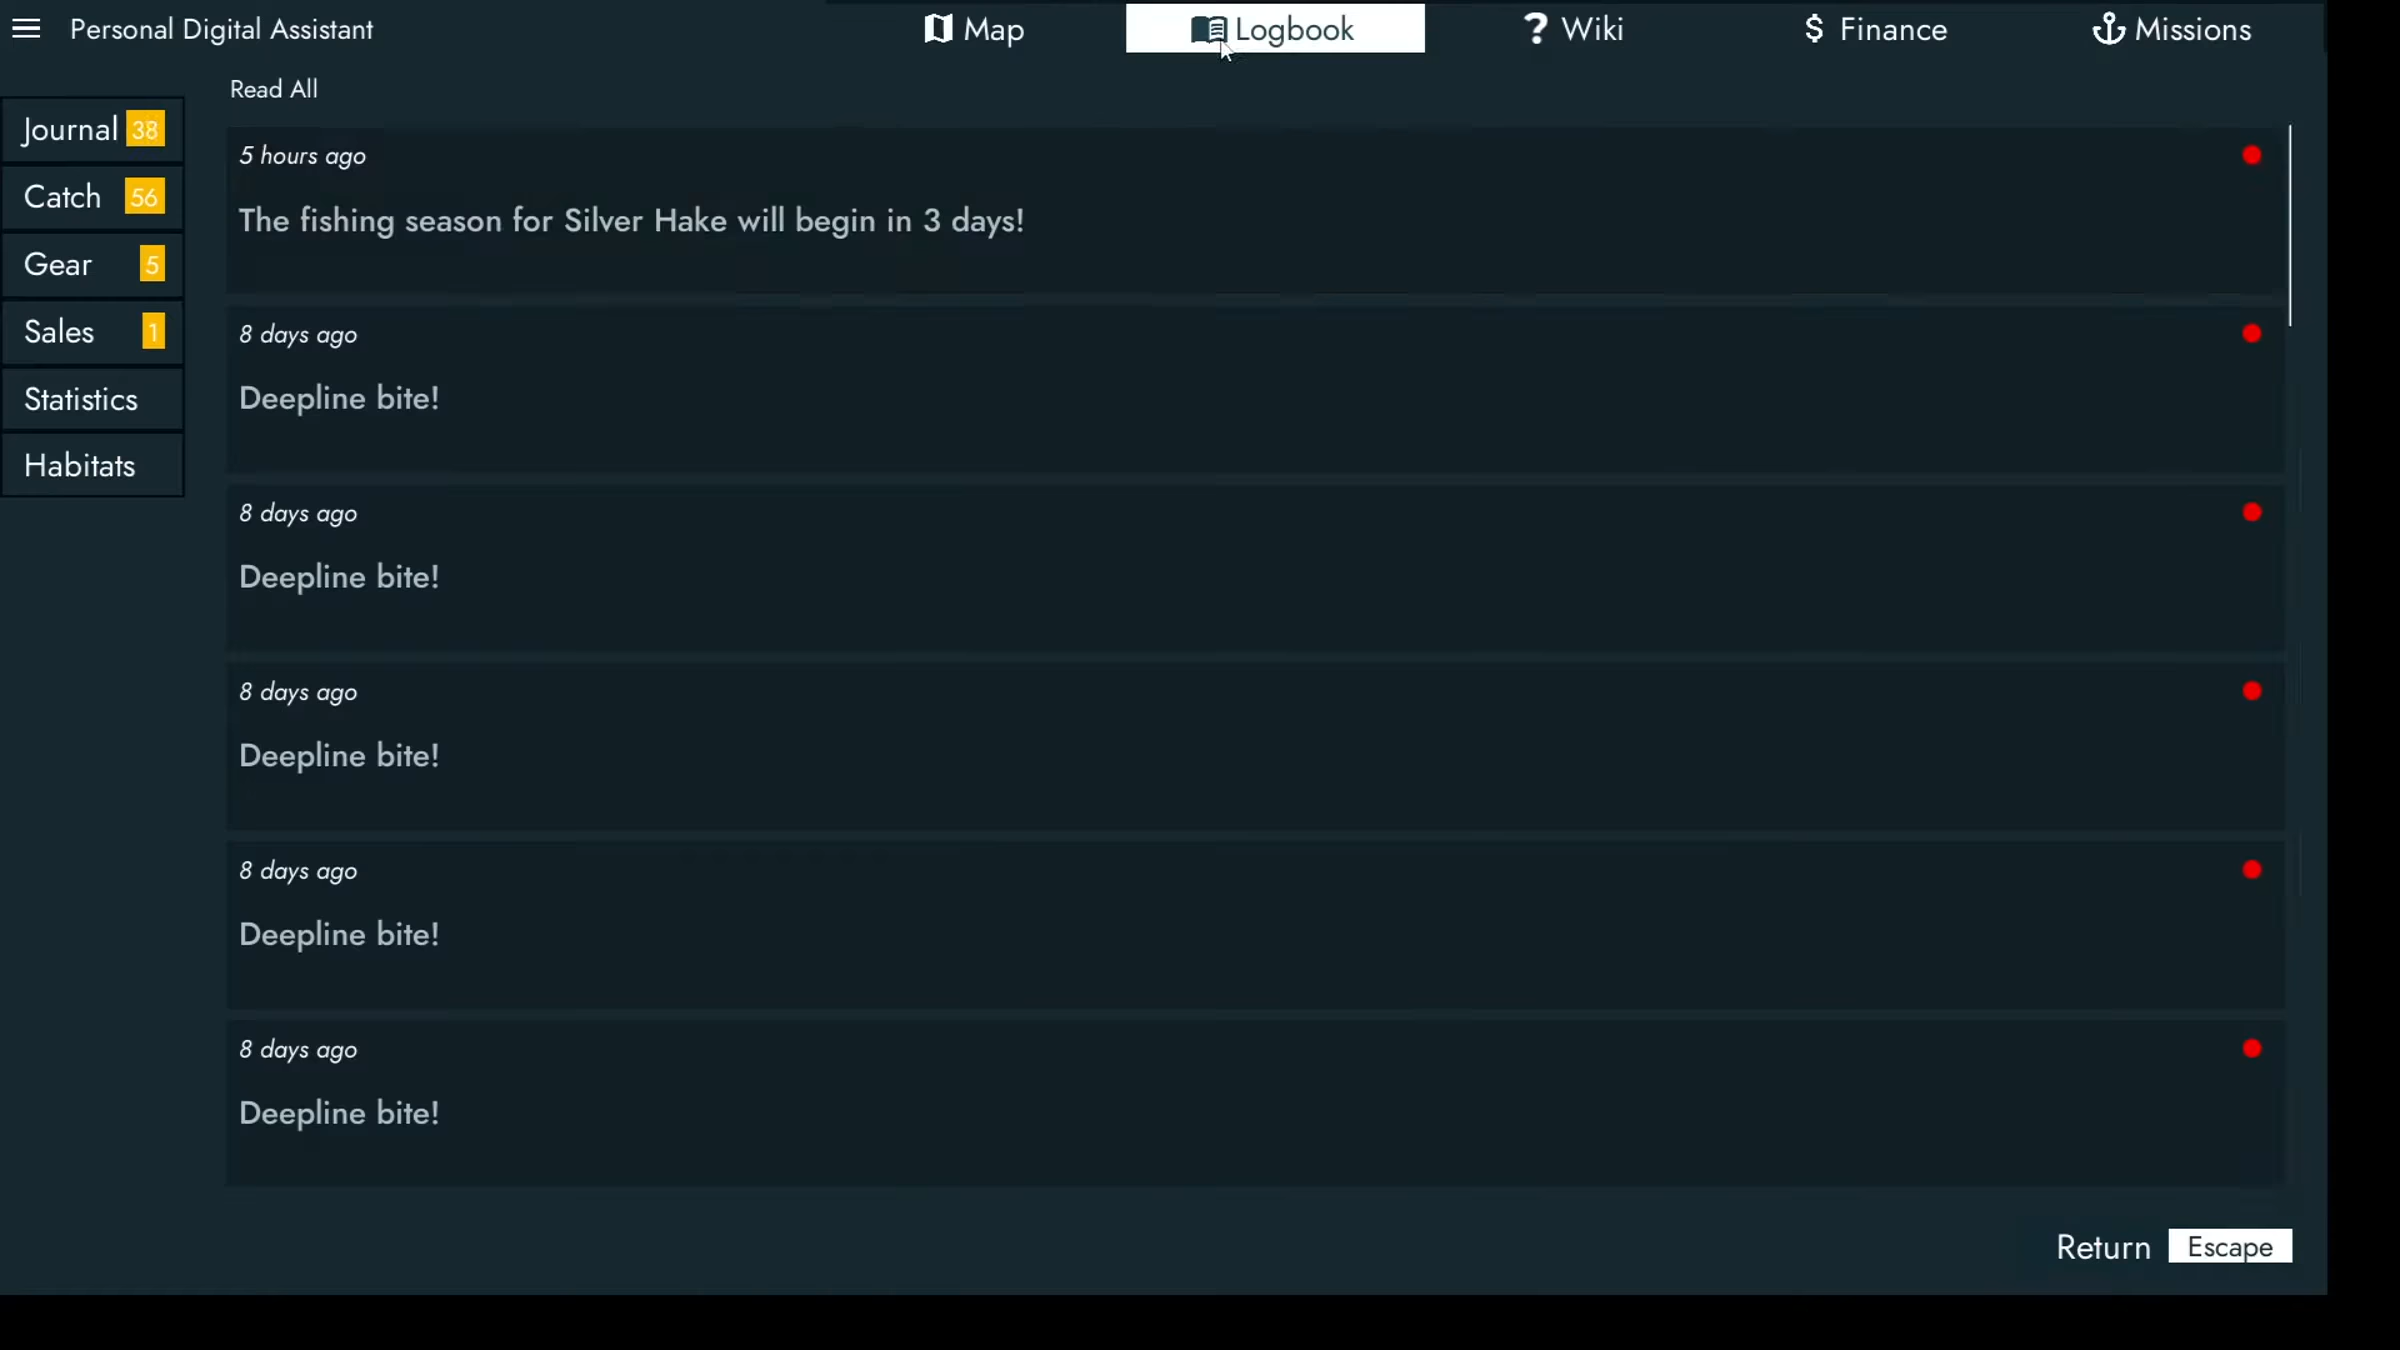 Personal Digital Assistant
Map
Logbook
? Wiki
$ Finance
Missions
Read All
Journal 38
Catch 56
Gear 5
Sales 1
Statistics
Habitats
5 hours ago
The fishing season for Silver Hake will begin in 3 days!
8 days ago
Deepline bite!
8 days ago
Deepline bite!
8 days ago
Deepline bite!
8 days ago
Deepline bite!
8 days ago
Deepline bite!
Return Escape